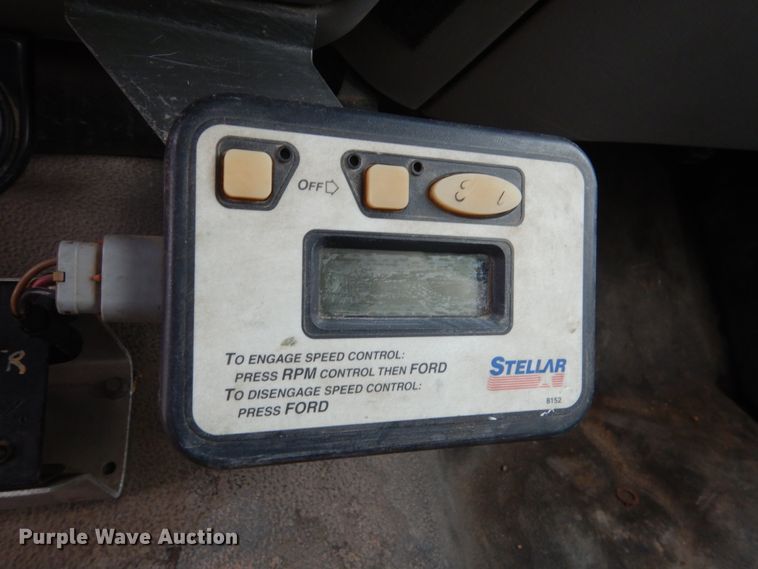 OFF
TO ENGAGE SPEED CONTROL:
PRESS RPM CONTROL THEN FORD
TO DISENGAGE SPEED CONTROL:
PRESS FORD
STELLAR
8152
Purple Wave Auction